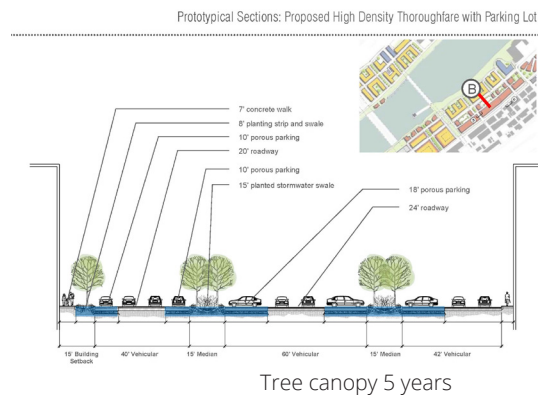 Prototypical Sections: Proposed High Density Thoroughfare with Parking Lot
B
7' concrete walk
8' planting strip and swale
10' porous parking
20' roadway
10' porous parking
15' planted stormwater swale
18' porous parking
24' roadway
15' Building Setback
40' Vehicular
15' Median
60' Vehicular
15' Median
42' Vehicular
Tree canopy 5 years